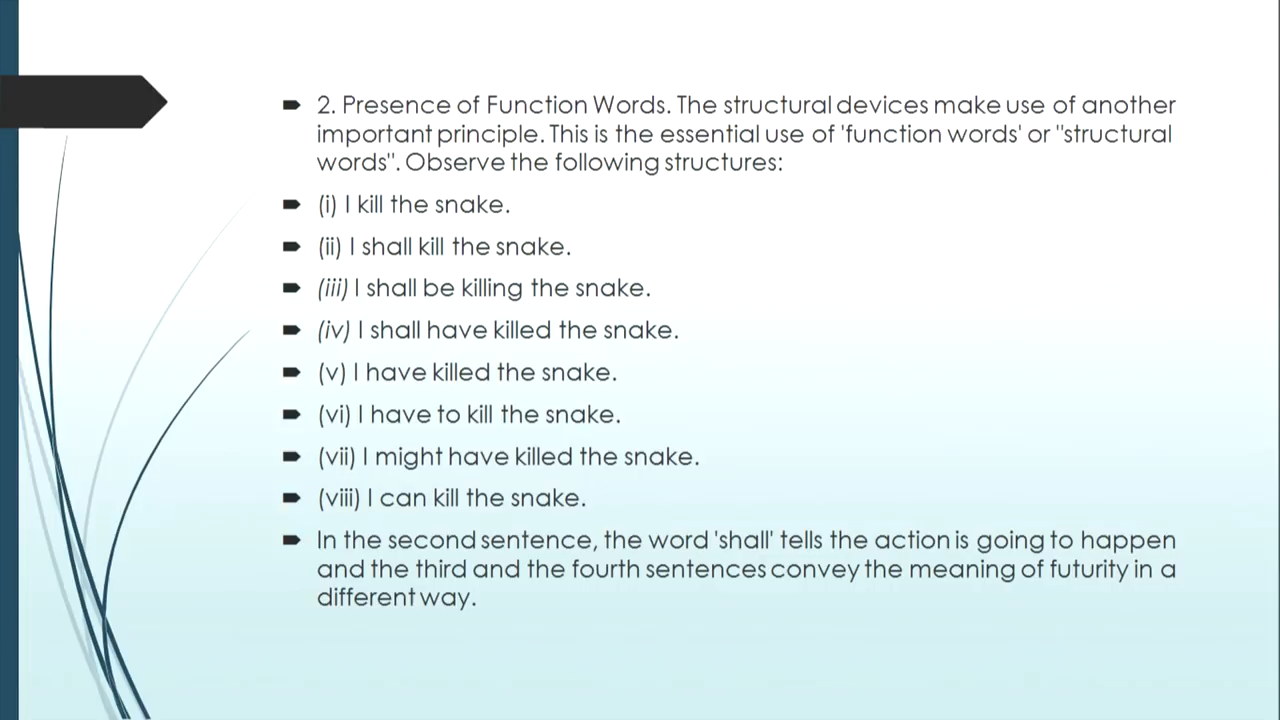 2. Presence of Function Words. The structural devices make use of another
important principle. This is the essential use of 'function words' or "structural
words". Observe the following structures:
(i) I kill the snake.
(ii) I shall kill the snake.
(iii) I shall be killing the snake.
(iv) I shall have killed the snake.
(v) I have killed the snake.
(vi) I have to kill the snake.
(vii) I might have killed the snake.
(viii) I can kill the snake.
In the second sentence, the word 'shall' tells the action is going to happen
and the third and the fourth sentences convey the meaning of futurity in a
different way.